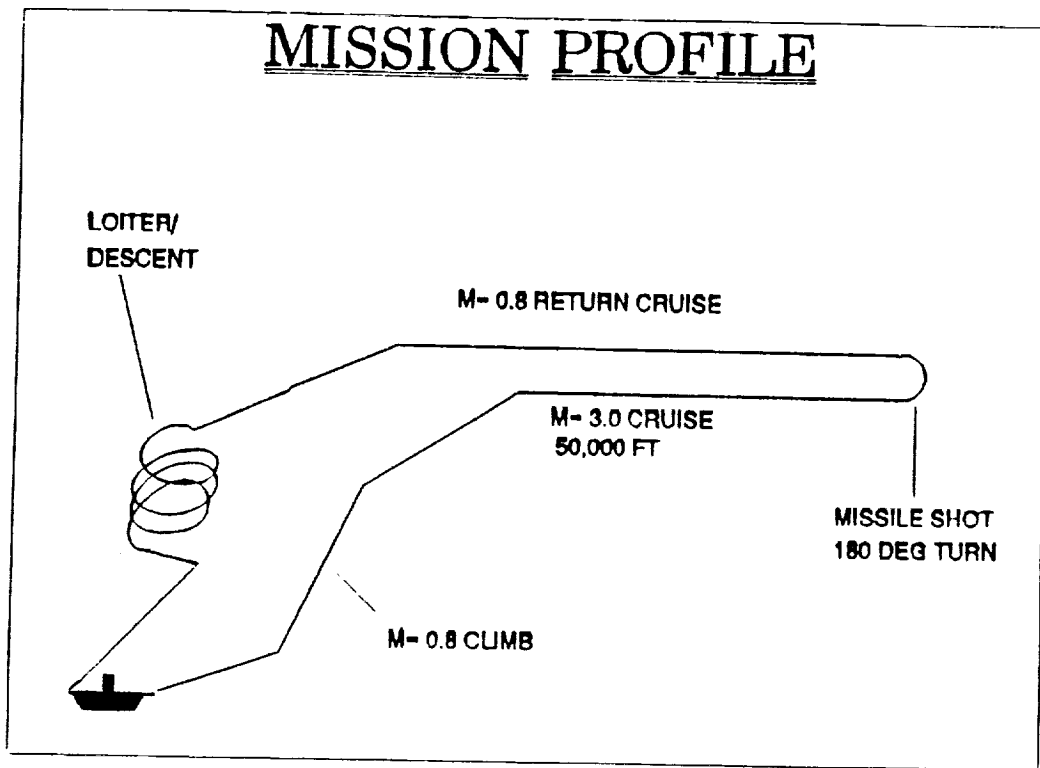 MISSION PROFILE
LOITER/
DESCENT
M= 0.8 RETURN CRUISE
M= 3.0 CRUISE
50,000 FT
MISSILE SHOT
180 DEG TURN
M= 0.8 CLIMB